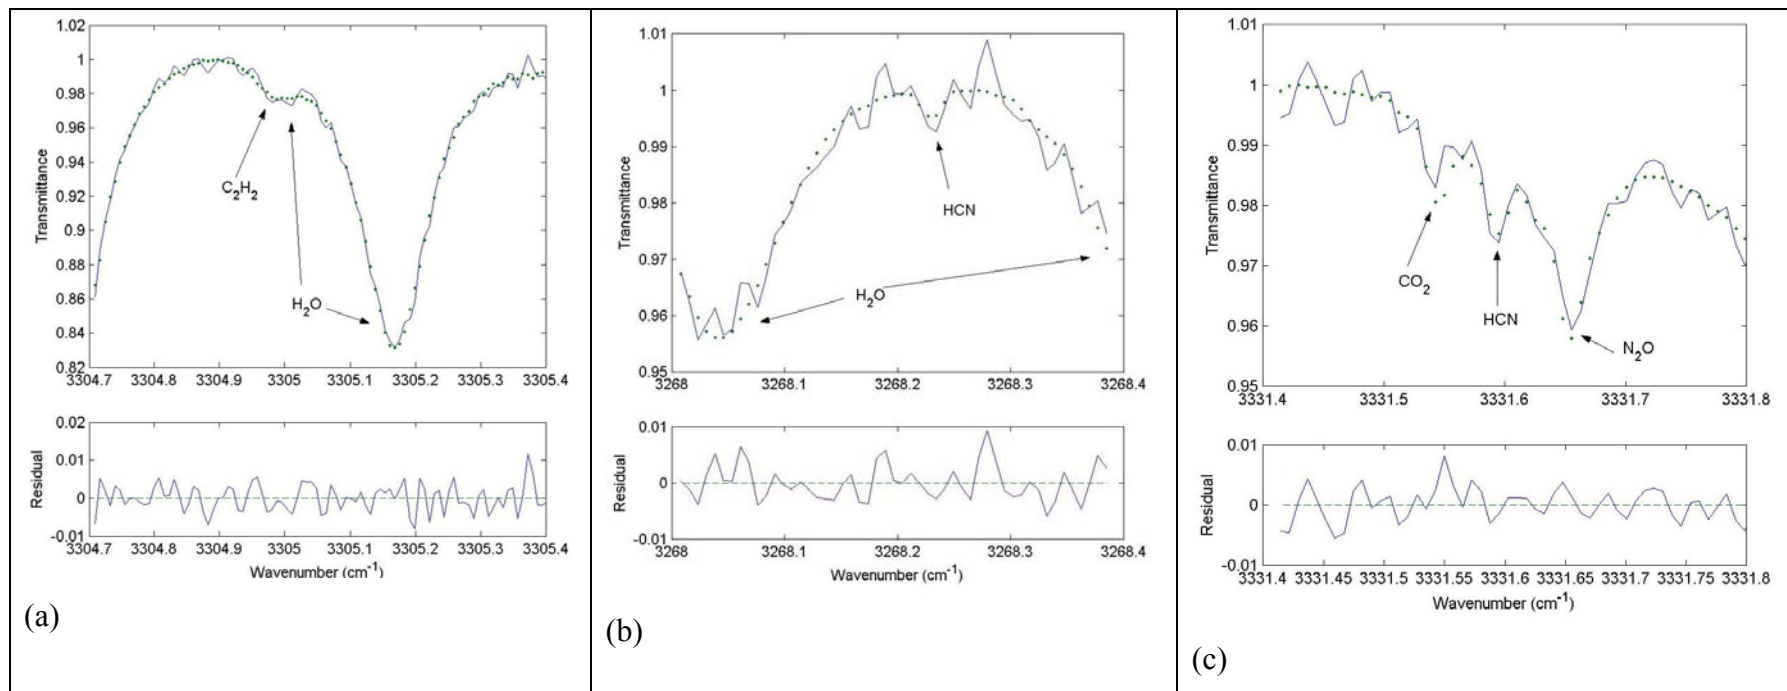 1.02
1
0.98
0.96
0.94
0.92
0.9
0.88
0.86
0.84
0.82
Transmittance
C2H2
H2O
3304.7 3304.8 3304.9 3305 3305.1 3305.2 3305.3 3305.4
0.02
0.01
0
-0.01
Residual
3304.7 3304.8 3304.9 3305 3305.1 3305.2 3305.3 3305.4
Wavenumber (cm-1)
(a)
1.01
1
0.99
0.98
0.97
0.96
0.95
Transmittance
HCN
H2O
3268 3268.1 3268.2 3268.3 3268.4
0.01
0
-0.01
Residual
3268 3268.1 3268.2 3268.3 3268.4
Wavenumber (cm-1)
(b)
1.01
1
0.99
0.98
0.97
0.96
0.95
Transmittance
CO2
HCN
N2O
3331.4 3331.5 3331.6 3331.7 3331.8
0.01
0
-0.01
Residual
3331.4 3331.45 3331.5 3331.55 3331.6 3331.65 3331.7 3331.75 3331.8
Wavenumber (cm-1)
(c)